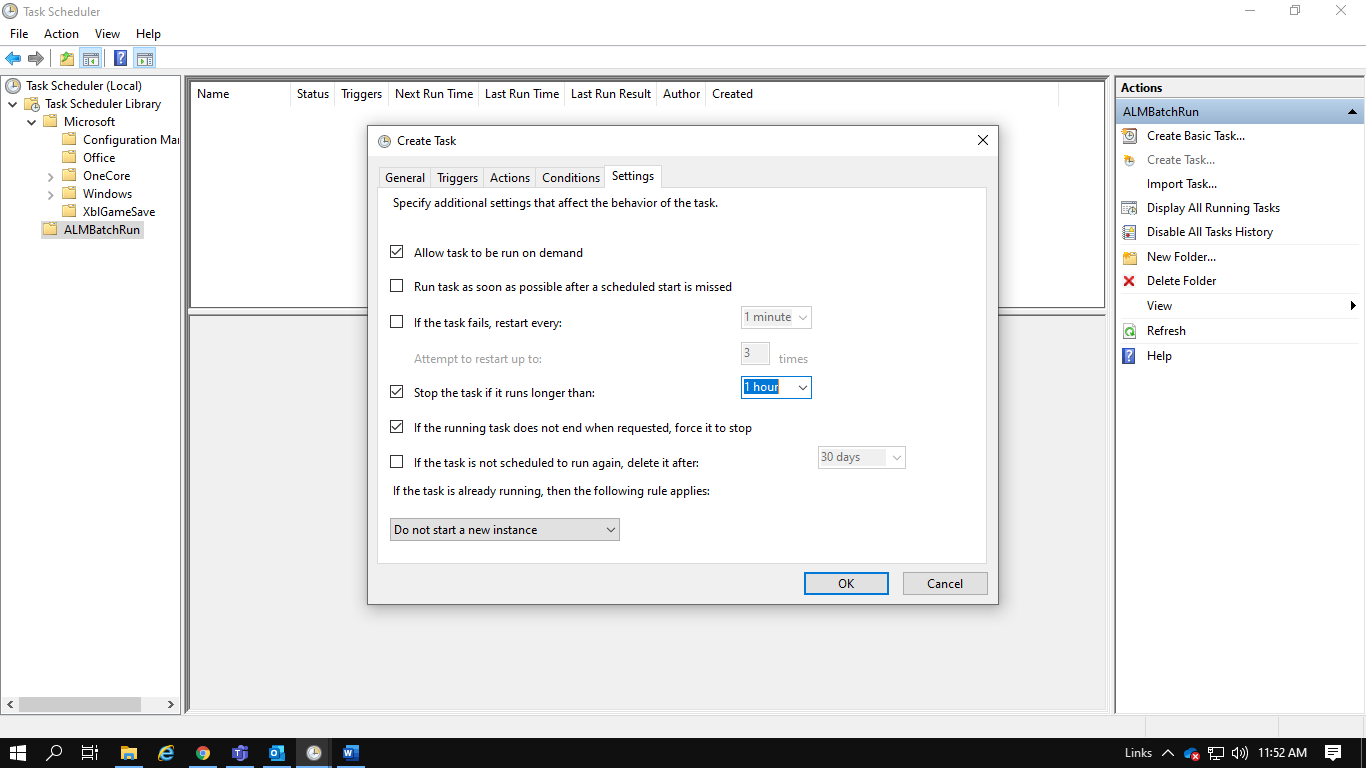 Task Scheduler
File Action View Help
Task Scheduler (Local)
Task Scheduler Library
Microsoft
Configuration Mar
Office
OneCore
Windows
XblGameSave
ALMBatchRun
Name Status Triggers Next Run Time Last Run Time Last Run Result Author Created
Create Task
General Triggers Actions Conditions Settings
Specify additional settings that affect the behavior of the task.
Allow task to be run on demand
Run task as soon as possible after a scheduled start is missed
If the task fails, restart every: 1 minute
Attempt to restart up to: 3 times
Stop the task if it runs longer than: 1 hour
If the running task does not end when requested, force it to stop
If the task is not scheduled to run again, delete it after: 30 days
If the task is already running, then the following rule applies:
Do not start a new instance
OK Cancel
Actions
ALMBatchRun
Create Basic Task...
Create Task...
Import Task...
Display All Running Tasks
Disable All Tasks History
New Folder...
Delete Folder
View
Refresh
Help
Links 11:52 AM